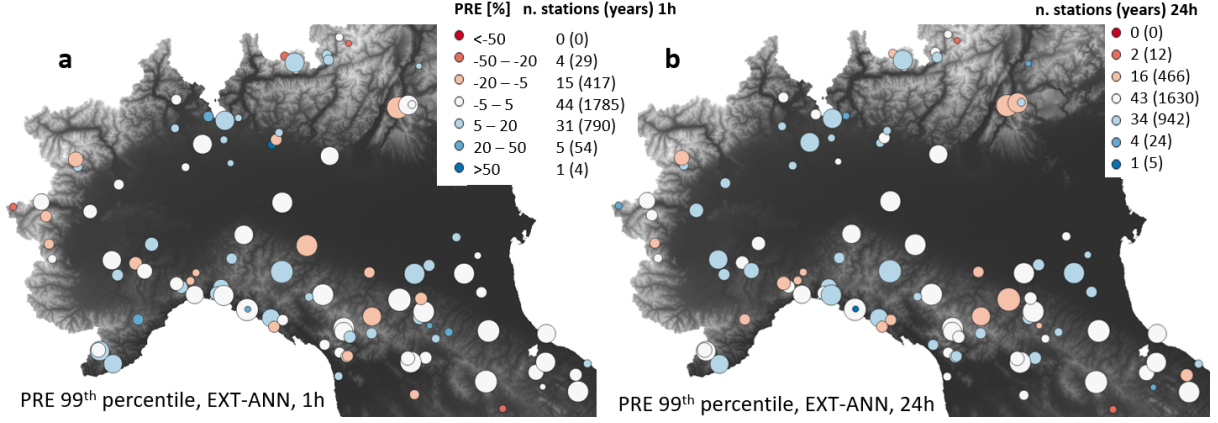 PRE [%] n. stations (years) 1h
<-50 0 (0)
-50 – -20 4 (29)
-20 – -5 15 (417)
-5 – 5 44 (1785)
5 – 20 31 (790)
20 – 50 5 (54)
>50 1 (4)
a
PRE 99th percentile, EXT-ANN, 1h
n. stations (years) 24h
0 (0)
2 (12)
16 (466)
43 (1630)
34 (942)
4 (24)
1 (5)
b
PRE 99th percentile, EXT-ANN, 24h